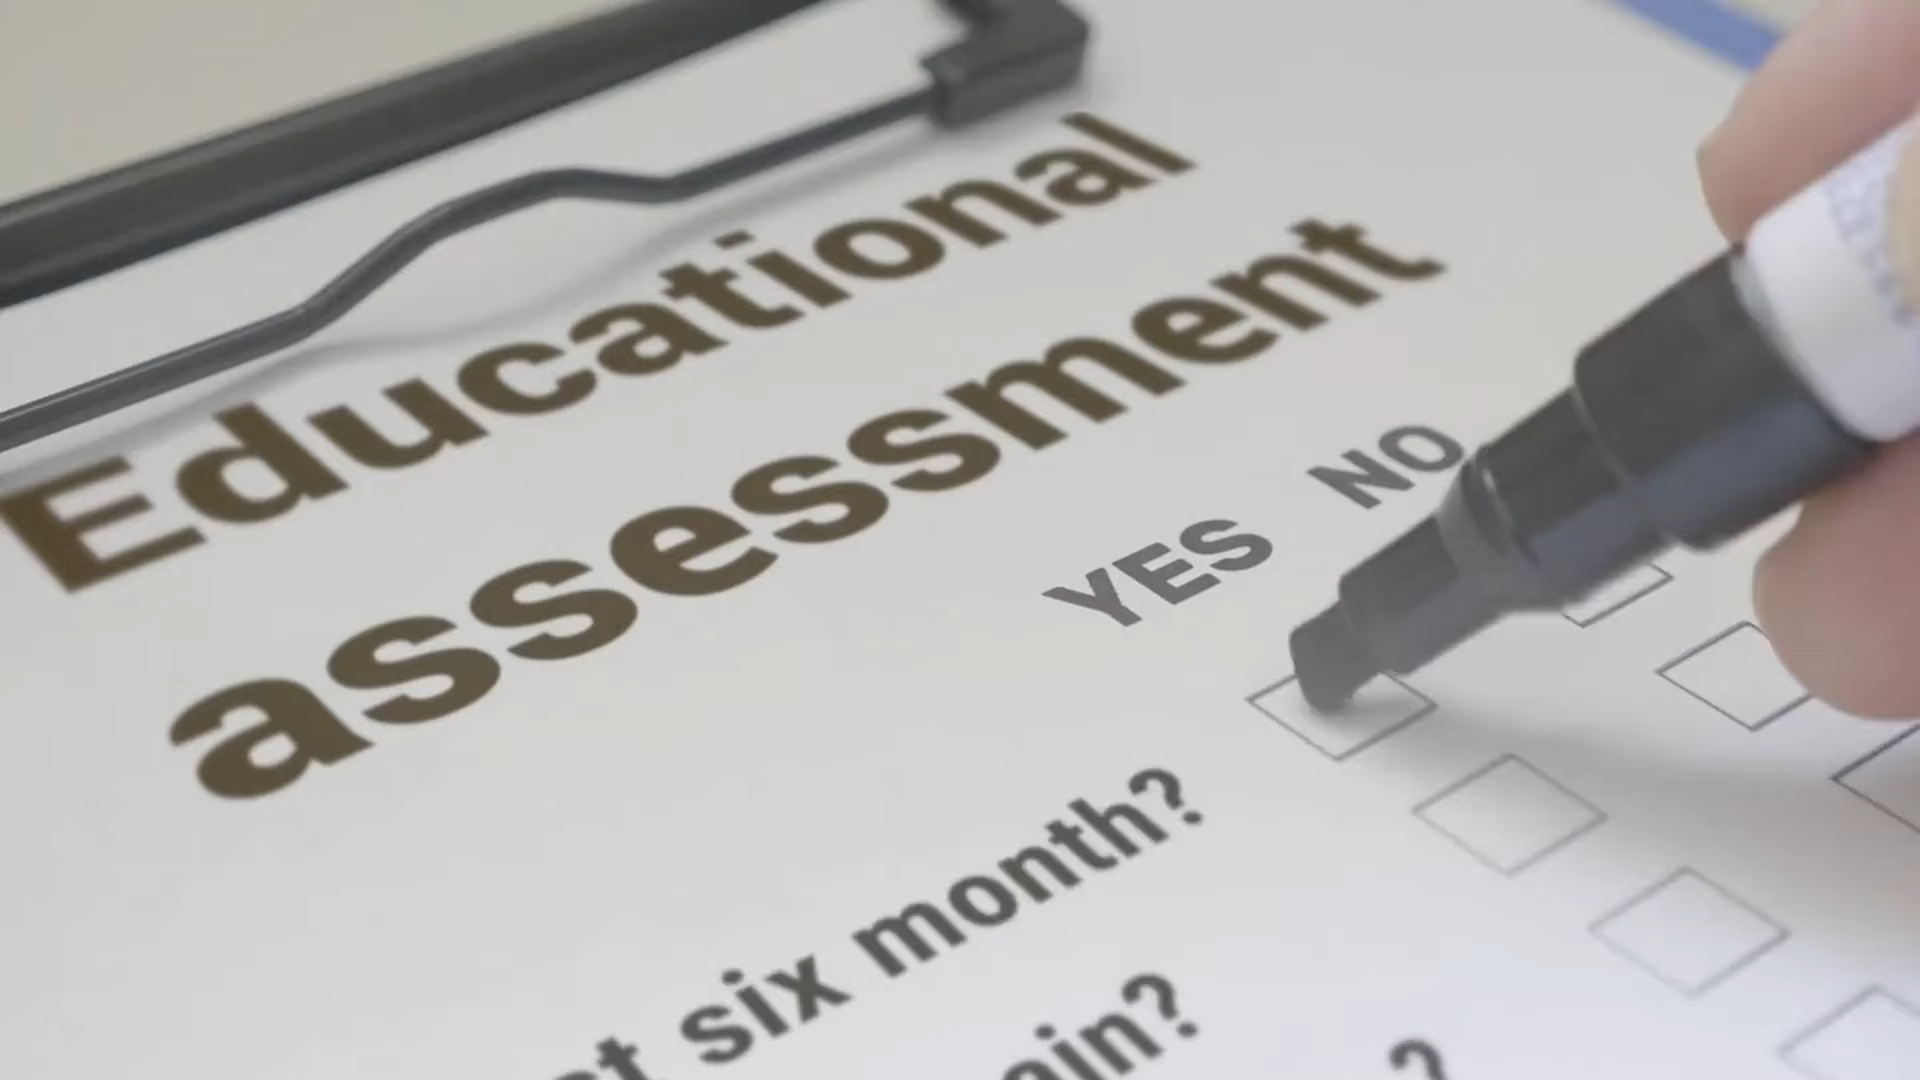 Educational
assessment
YES NO
six month?
?